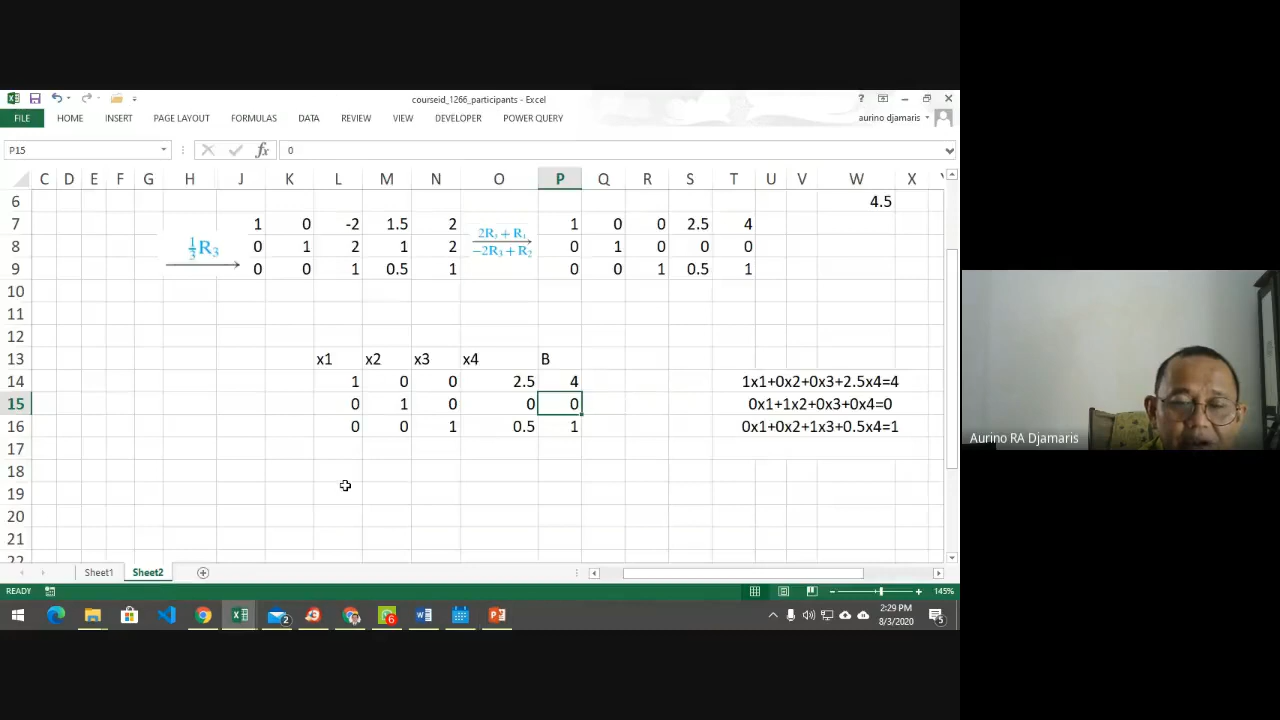 courseid_1266_participants - Excel
FILE HOME INSERT PAGE LAYOUT FORMULAS DATA REVIEW VIEW DEVELOPER POWER QUERY aurino djamaris
P15 fx 0
C D E F G H J K L M N O P Q R S T U V W X
6 4.5
7 1 0 -2 1.5 2 1 0 0 2.5 4
8 1/3 R3 0 1 2 1 2 0 1 0 0 0
9 0 0 1 0.5 1 0 0 1 0.5 1
-2R3 + R2
10
11
12
13 x1 x2 x3 x4 B
14 1 0 0 2.5 4 1x1+0x2+0x3+2.5x4=4
15 0 1 0 0 0 0x1+1x2+0x3+0x4=0
16 0 0 1 0.5 1 0x1+0x2+1x3+0.5x4=1
17
18
19
20
21
22
Sheet1 Sheet2
READY 145%
2:29 PM
8/3/2020
Aurino RA Djamaris